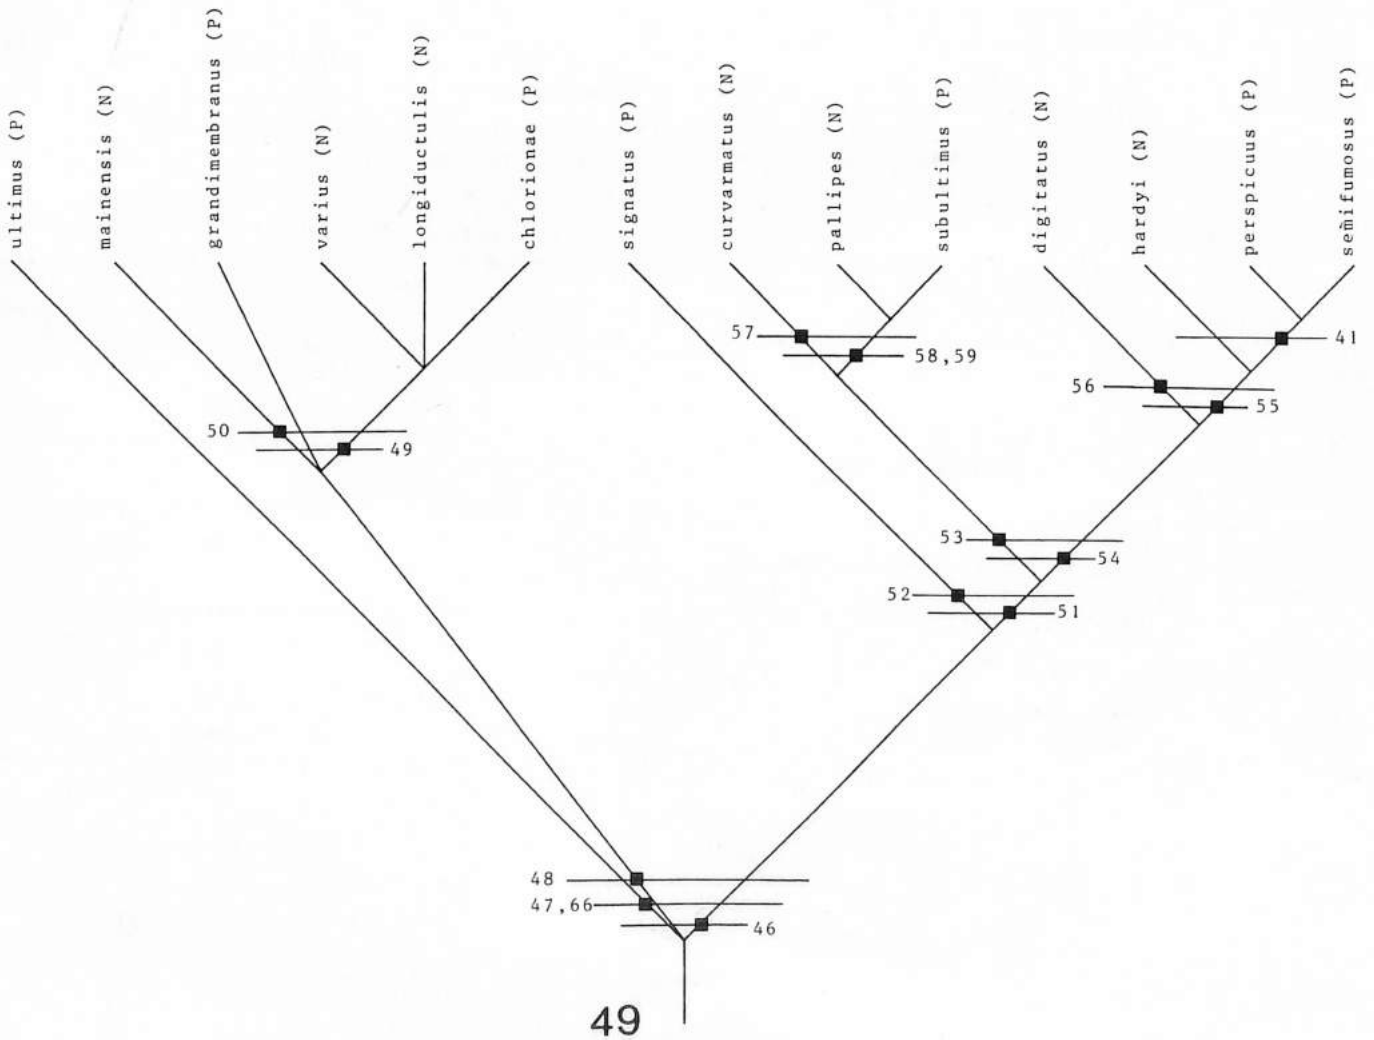 ultimus (P)
mainensis (N)
grandimembranus (P)
varius (N)
longiductulis (N)
chlorionae (P)
signatus (P)
curvarmatus (N)
pallipes (N)
subultimus (P)
digitatus (N)
hardyi (N)
perspicuus (P)
semifumosus (P)
57
58,59
41
56
55
50
49
53
54
52
51
48
47,66
46
49